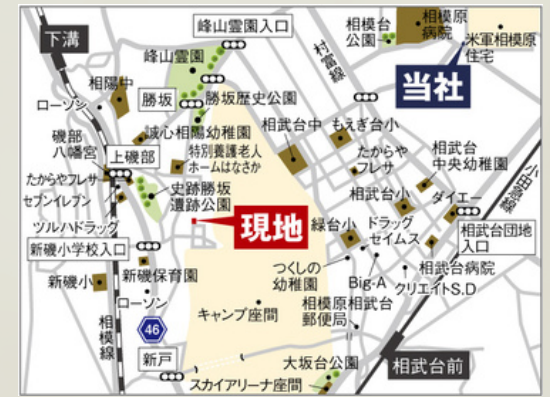 下溝
峰山霊園入口
相模台
公園
相模原
病院
米軍相模原
住宅
峰山霊園
村富線
当社
相陽中
ローソン
勝坂
勝坂歴史公園
磯部
八幡宮
誠心相陽幼稚園
相武台中
もえぎ台小
上磯部
特別養護老人
ホームはなさか
たからや
フレサ
相武台
中央幼稚園
小田急線
たからやフレサ
セブンイレブン
史跡勝坂
遺跡公園
相武台小
ダイエー
ツルハドラッグ
現地
緑台小
ドラッグ
セイムス
相武台団地
入口
新磯小学校入口
つくしの
幼稚園
相武台病院
新磯小
新磯保育園
Big-A
クリエイトS.D
ローソン
キャンプ座間
相模原相武台
郵便局
相模線
46
新戸
大坂台公園
相武台前
スカイアリーナ座間